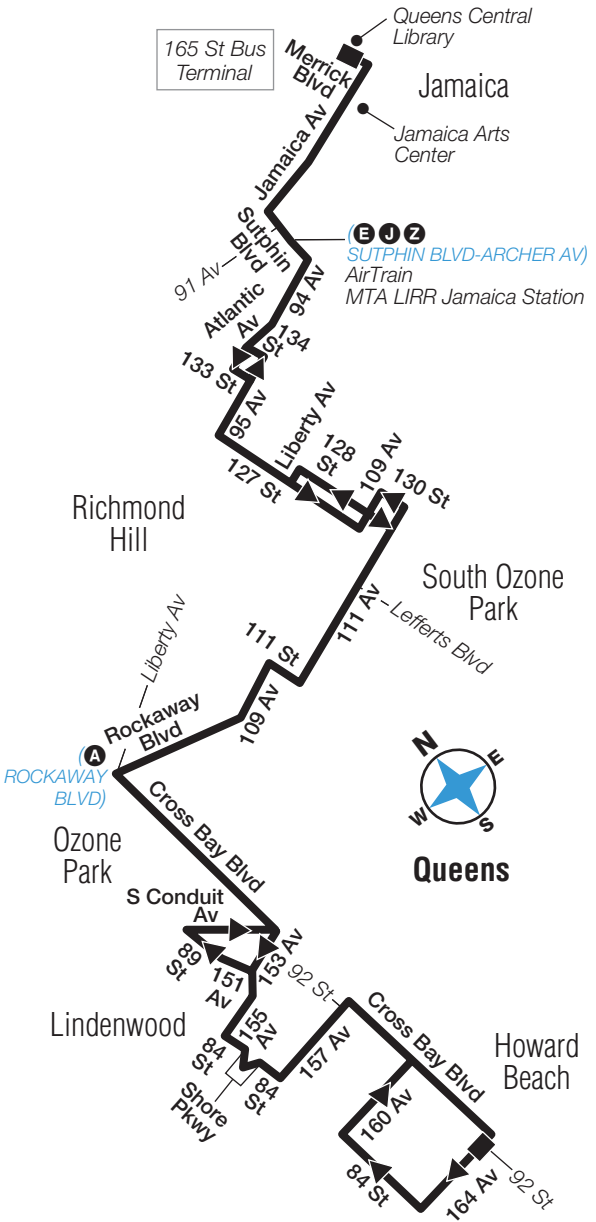 Queens Central
Library
165 St Bus
Terminal
Merrick
Blvd
Jamaica
Jamaica Av
Jamaica Arts
Center
Sutphin
Blvd
(E J Z
SUTPHIN BLVD-ARCHER AV)
AirTrain
MTA LIRR Jamaica Station
91 Av
94 Av
Atlantic
Av
134
St
133 St
95 Av
Liberty Av
128
St
109 Av
130 St
127 St
Richmond
Hill
South Ozone
Park
111 Av
Lefferts Blvd
111 St
Liberty Av
109 Av
Rockaway
Blvd
(A
ROCKAWAY
BLVD)
N
E
W
S
Queens
Cross Bay Blvd
Ozone
Park
S Conduit
Av
89
St
151
Av
153 Av
92 St
Lindenwood
155
Av
84
St
84
St
Shore
Pkwy
157 Av
Cross Bay Blvd
Howard
Beach
160 Av
84 St
164 Av
92 St